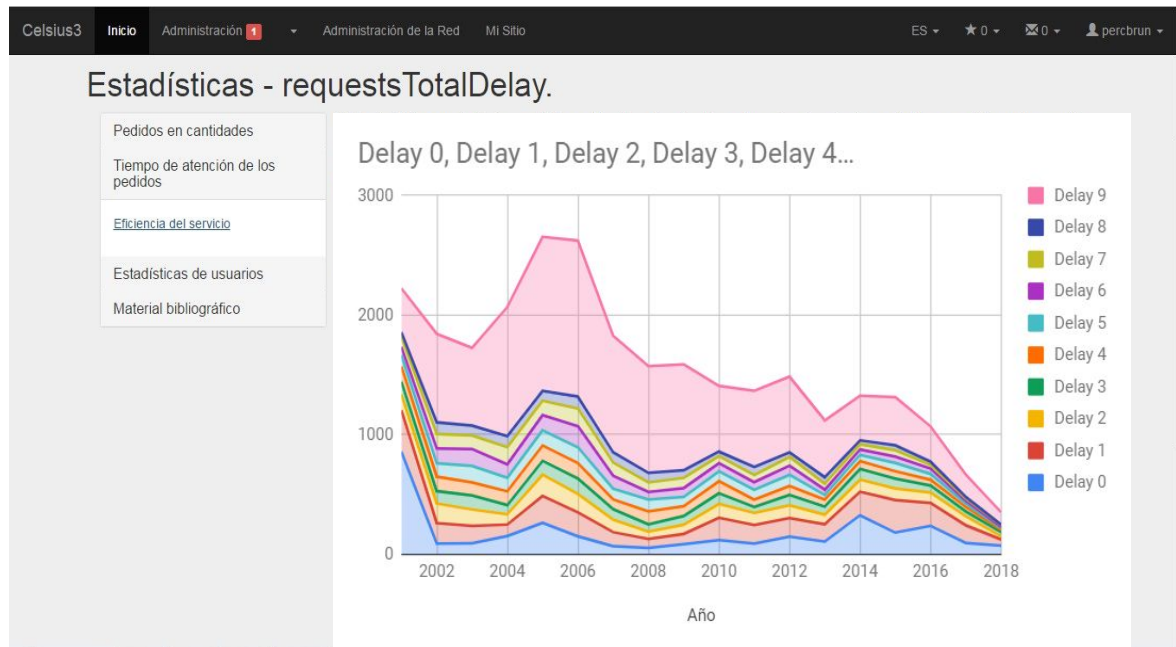 Celsius3 Inicio Administración 1 Administración de la Red Mi Sitio ES 0 0 percbrun
Estadísticas - requestsTotalDelay.
Pedidos en cantidades
Tiempo de atención de los
pedidos
Eficiencia del servicio
Estadísticas de usuarios
Material bibliográfico
Delay 0, Delay 1, Delay 2, Delay 3, Delay 4...
3000
2000
1000
0
2002 2004 2006 2008 2010 2012 2014 2016 2018
Año
Delay 9
Delay 8
Delay 7
Delay 6
Delay 5
Delay 4
Delay 3
Delay 2
Delay 1
Delay 0